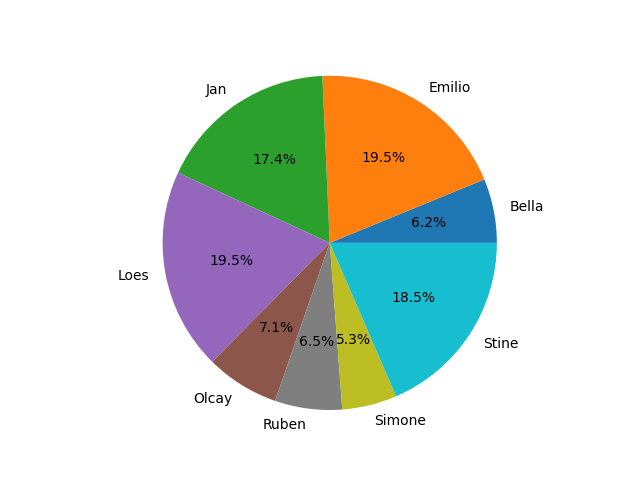 Jan
Emilio
17.4%
19.5%
Bella
6.2%
19.5%
Loes
18.5%
7.1%
6.5%
5.3%
Stine
Olcay
Ruben
Simone